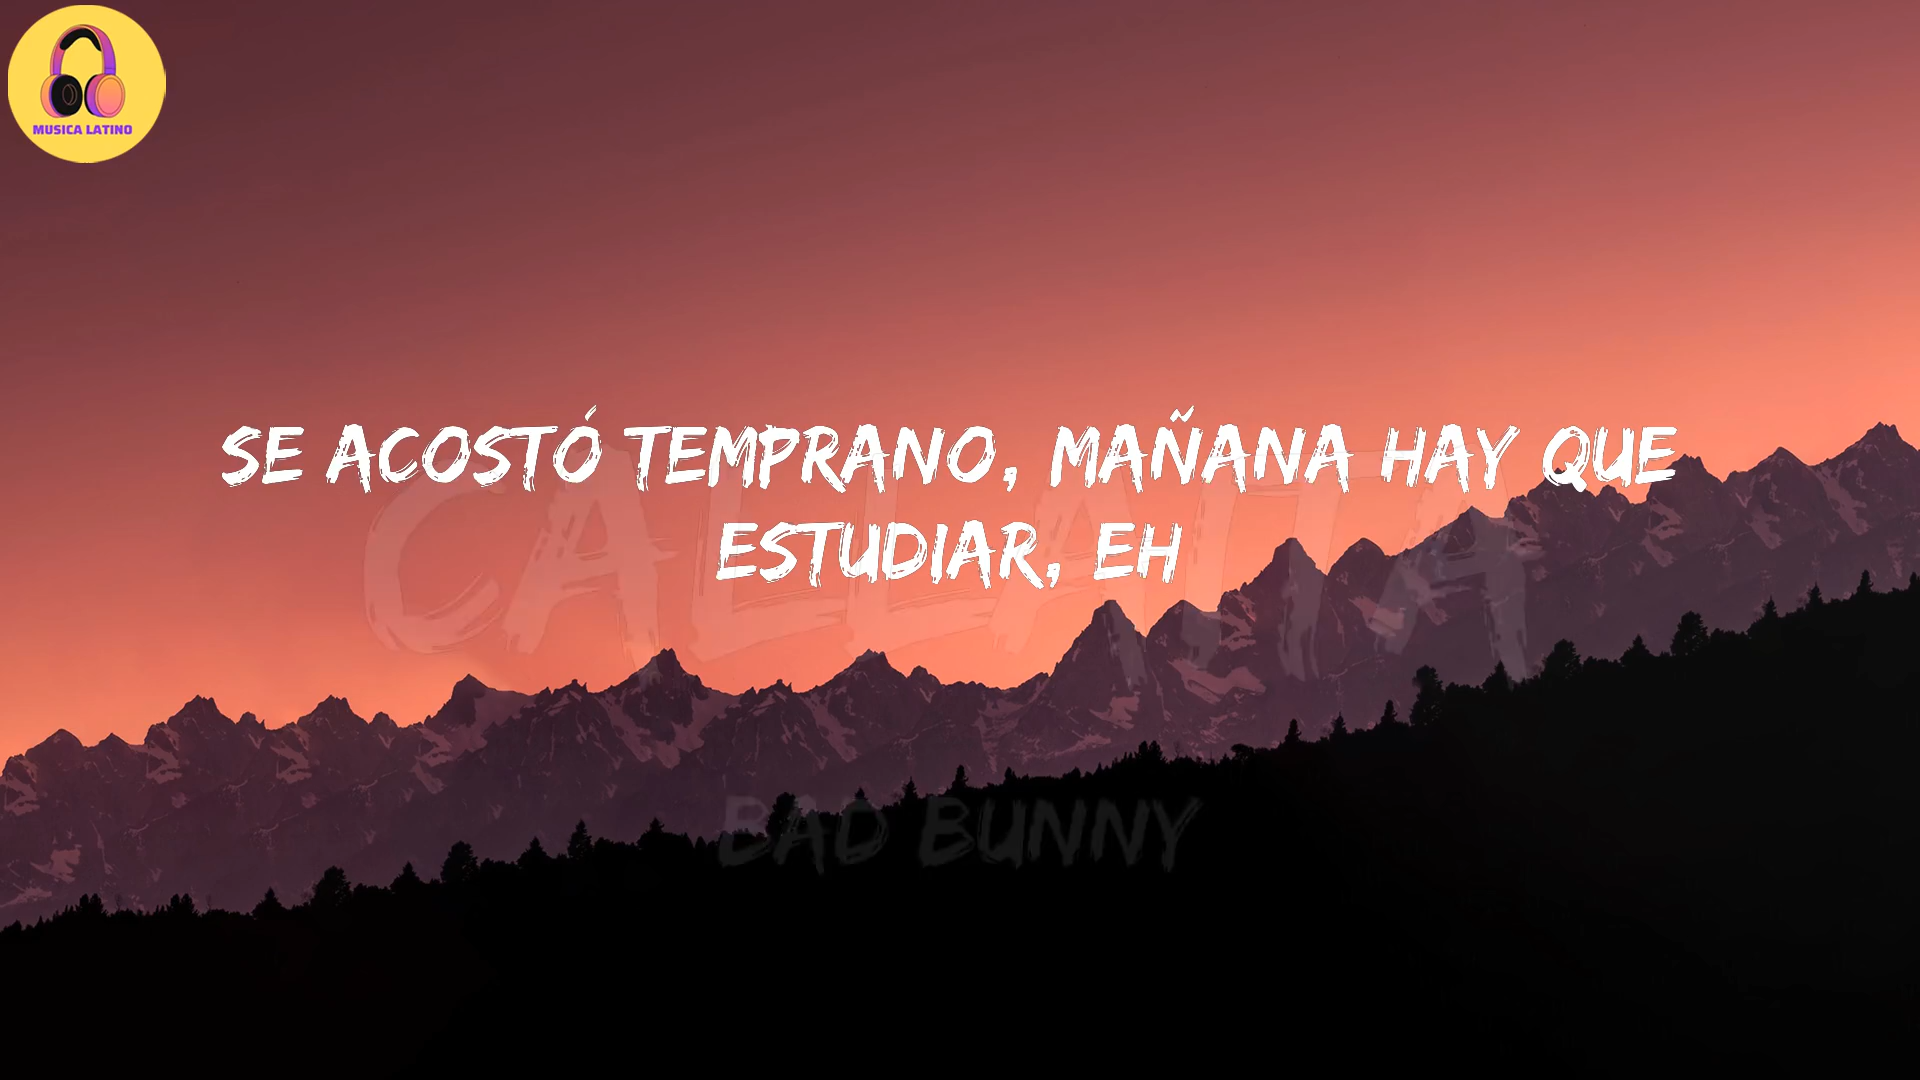 MUSICA LATINO
SE ACOSTÓ TEMPRANO, MAÑANA HAY QUE
ESTUDIAR, EH
CALLAITA
BAD BUNNY